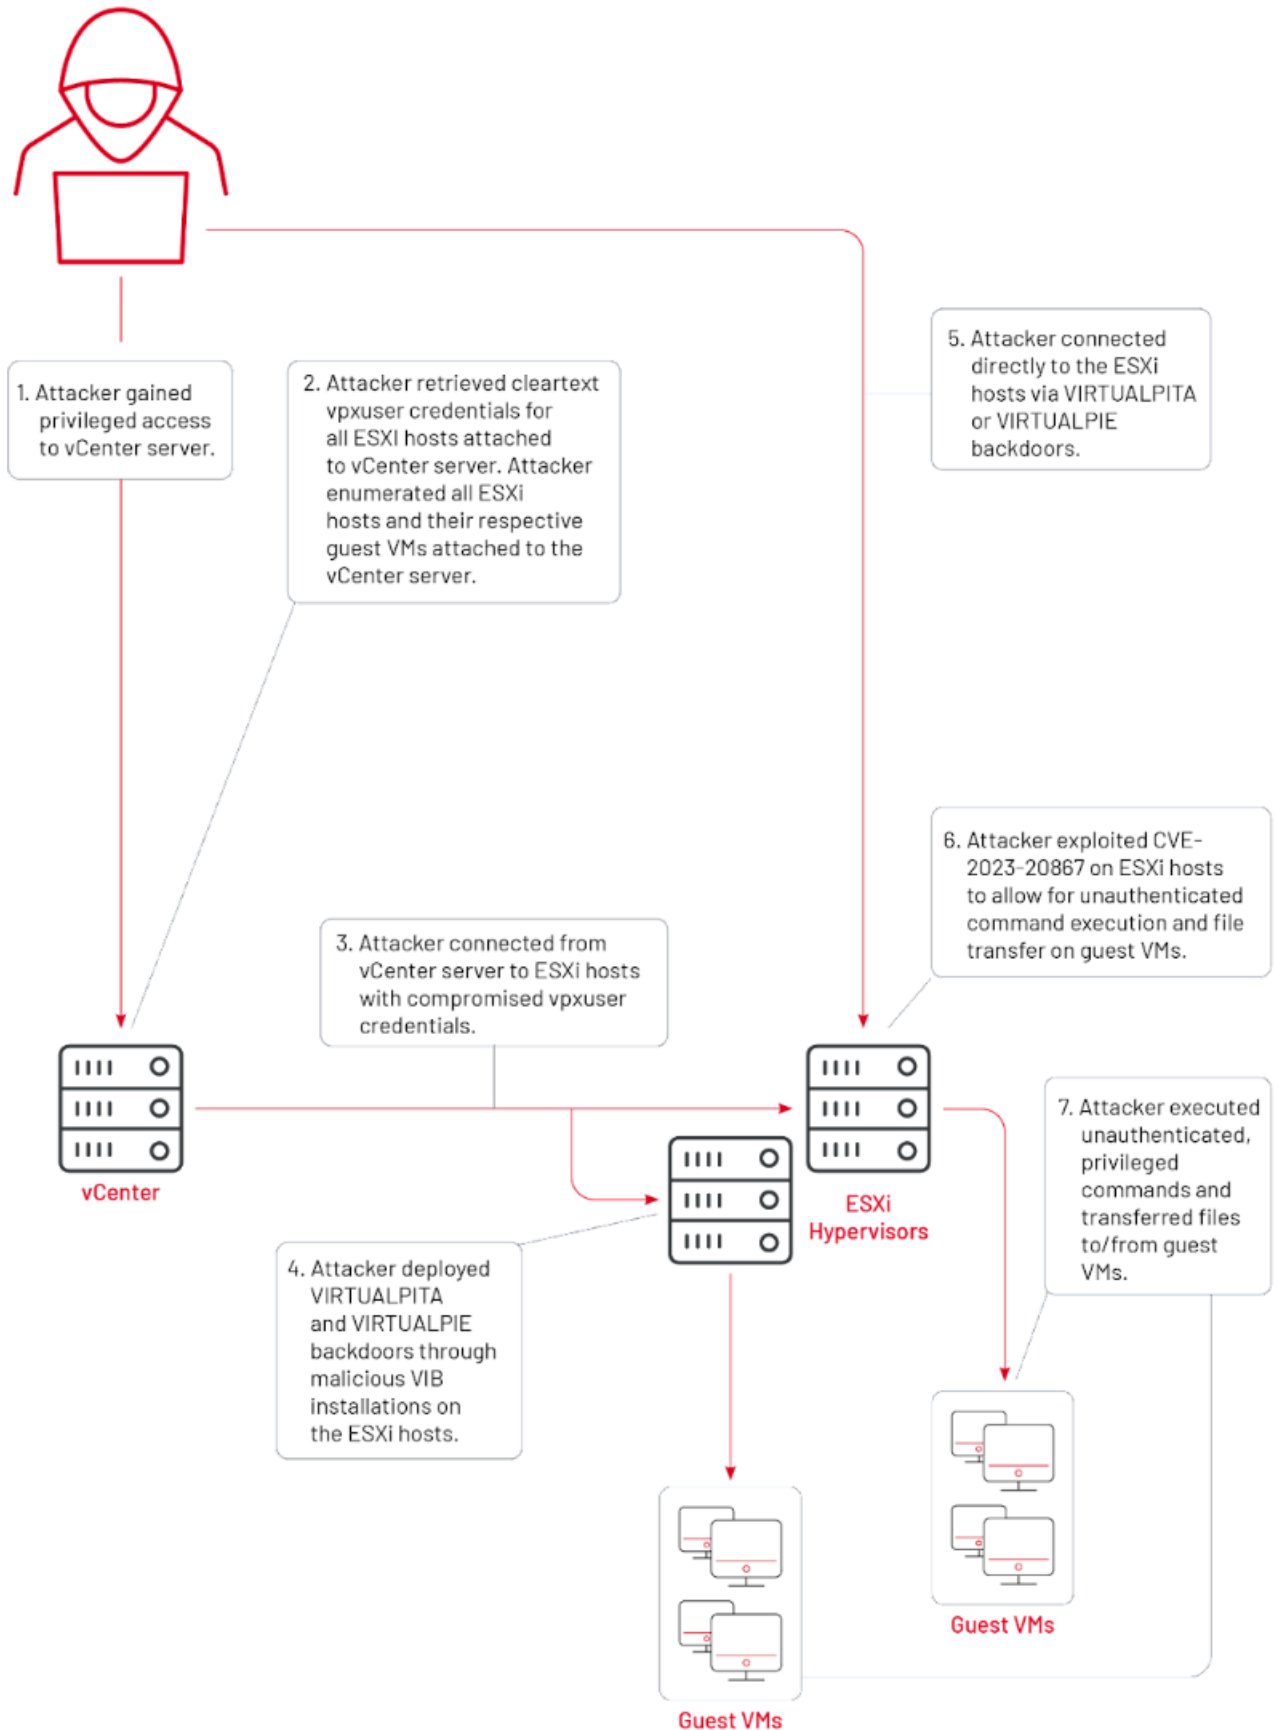 1. Attacker gained
privileged access
to vCenter server.
2. Attacker retrieved cleartext
vpxuser credentials for
all ESXI hosts attached
to vCenter server. Attacker
enumerated all ESXi
hosts and their respective
guest VMs attached to the
vCenter server.
5. Attacker connected
directly to the ESXi
hosts via VIRTUALPITA
or VIRTUALPIE
backdoors.
6. Attacker exploited CVE-
2023-20867 on ESXi hosts
to allow for unauthenticated
command execution and file
transfer on guest VMs.
3. Attacker connected from
vCenter server to ESXi hosts
with compromised vpxuser
credentials.
7. Attacker executed
unauthenticated,
privileged
commands and
transferred files
to/from guest
VMs.
vCenter
ESXi
Hypervisors
4. Attacker deployed
VIRTUALPITA
and VIRTUALPIE
backdoors through
malicious VIB
installations on
the ESXi hosts.
Guest VMs
Guest VMs